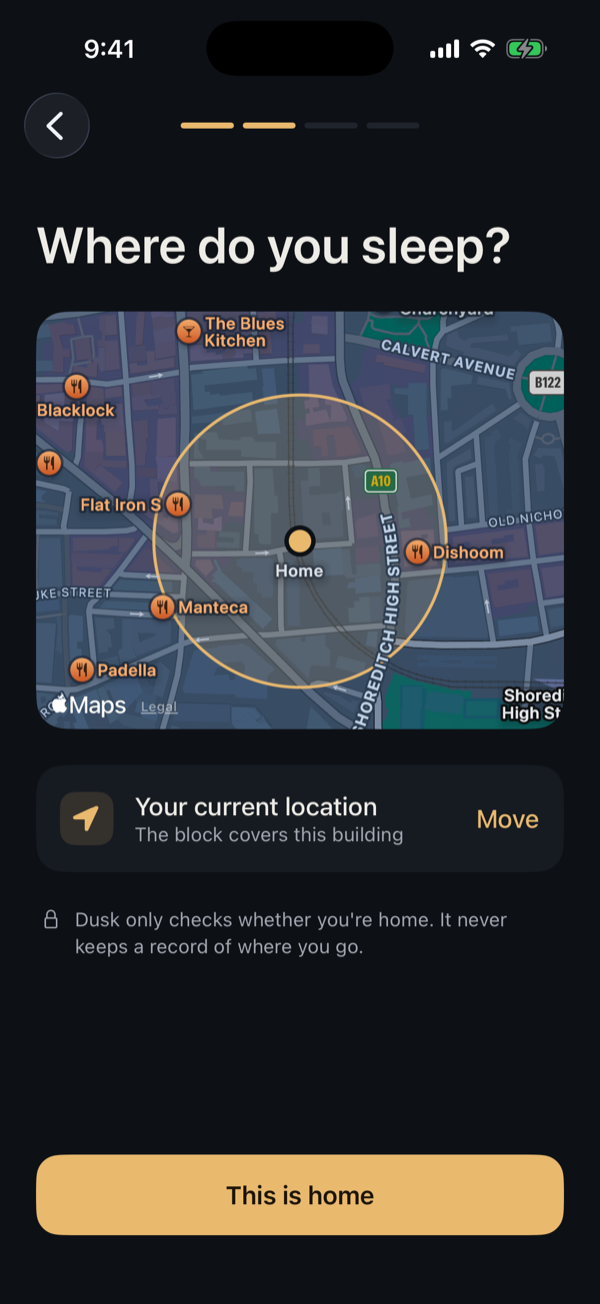 9:41
Where do you sleep?
The Blues
Kitchen
CALVERT AVENUE
B122
Blacklock
A10
Flat Iron S
OLD NICHO
Dishoom
Home
SHOREDITCH HIGH STREET
UKE STREET
Manteca
Padella
Shoredi
High St
Maps
Legal
Your current location
The block covers this building
Move
Dusk only checks whether you're home. It never
keeps a record of where you go.
This is home